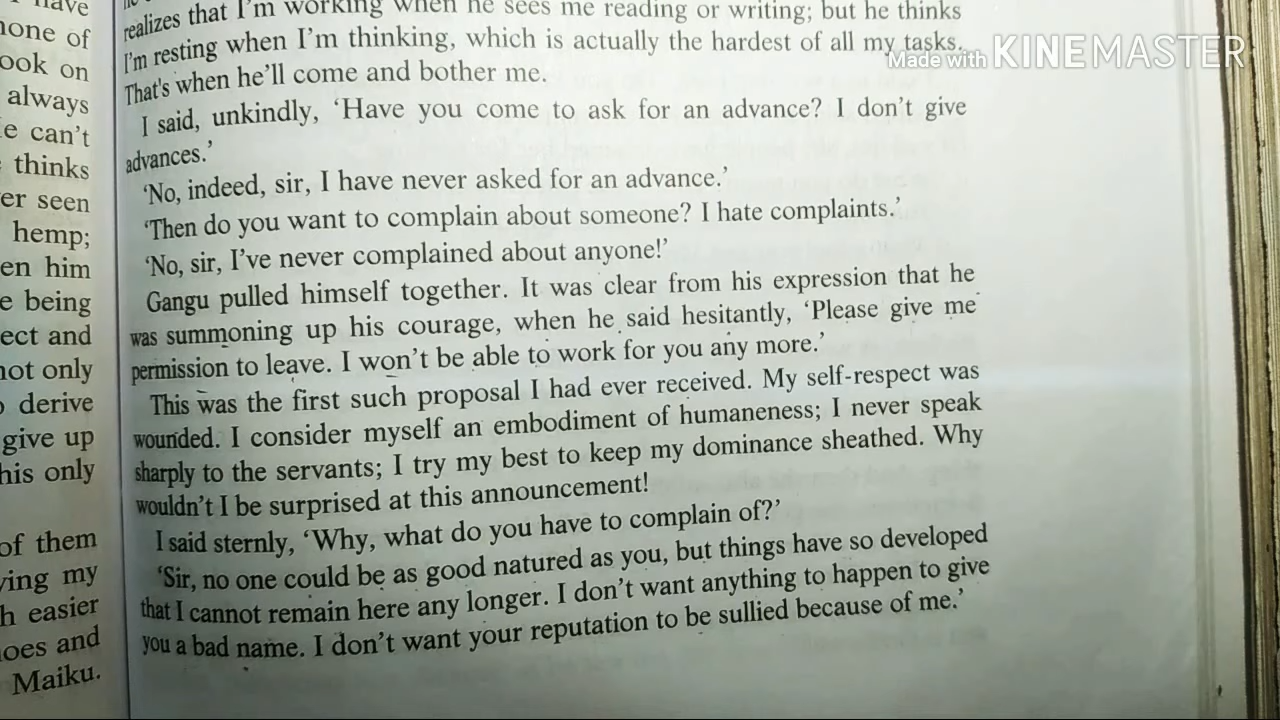 have
none of
ook on
always
e can't
thinks
er seen
hemp;
en him
e being
ect and
not only
derive
give up
his only
of them
ying my
h easier
oes and
Maiku.
realizes that I'm working when he sees me reading or writing; but he thinks
I'm resting when I'm thinking, which is actually the hardest of all my tasks.
That's when he'll come and bother me.
I said, unkindly, 'Have you come to ask for an advance? I don't give
advances.'
'No, indeed, sir, I have never asked for an advance.'
'Then do you want to complain about someone? I hate complaints.'
'No, sir, I've never complained about anyone!'
Gangu pulled himself together. It was clear from his expression that he
was summoning up his courage, when he said hesitantly, 'Please give me
permission to leave. I won't be able to work for you any more.'
This was the first such proposal I had ever received. My self-respect was
wounded. I consider myself an embodiment of humaneness; I never speak
sharply to the servants; I try my best to keep my dominance sheathed. Why
wouldn't I be surprised at this announcement!
I said sternly, 'Why, what do you have to complain of?'
'Sir, no one could be as good natured as you, but things have so developed
that I cannot remain here any longer. I don't want anything to happen to give
you a bad name. I don't want your reputation to be sullied because of me.'
Made with KINEMASTER